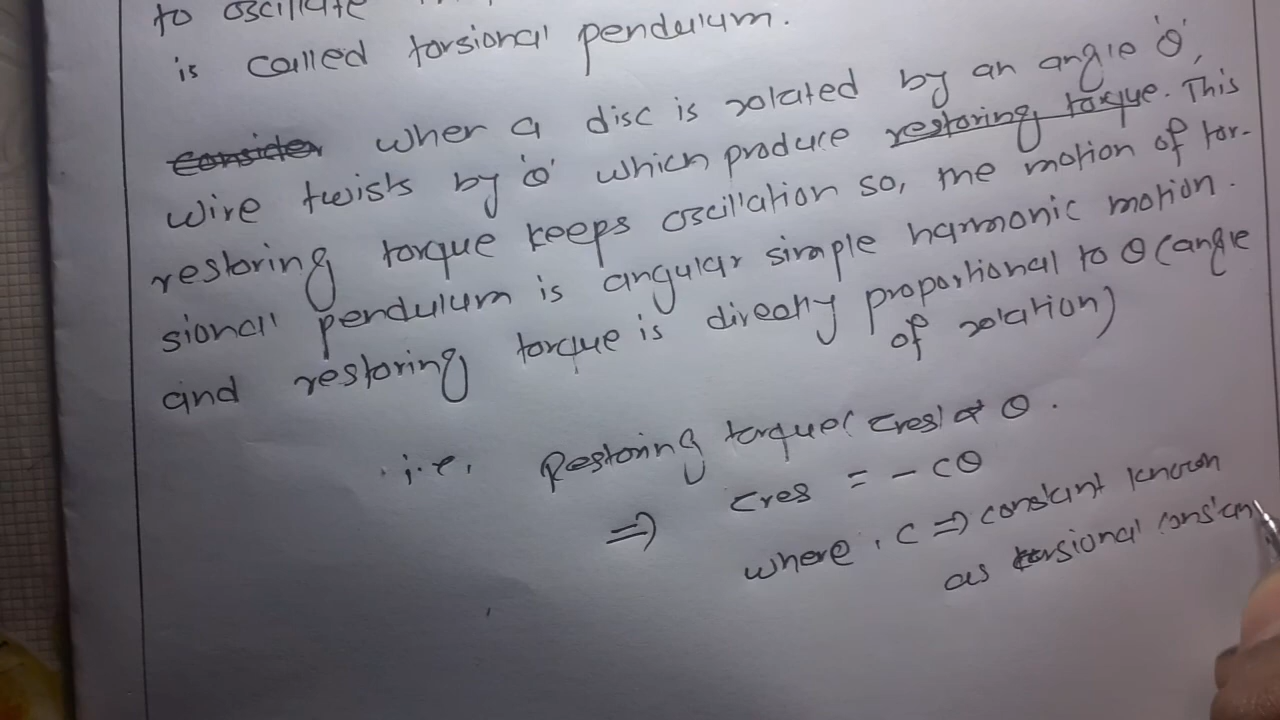 to oscillate
is called torsional pendulum.
Consider when a disc is rotated by an angle 'θ',
wire twists by 'θ' which produce restoring torque. This
restoring torque keeps oscillation so, the motion of tor-
sional pendulum is angular simple harmonic motion.
and restoring torque is directly proportional to θ (angle
of rotation)
i.e. Restoring torque (τres) ∝ θ.
⇒ τres = - cθ
where, c ⇒ constant known
as torsional constan